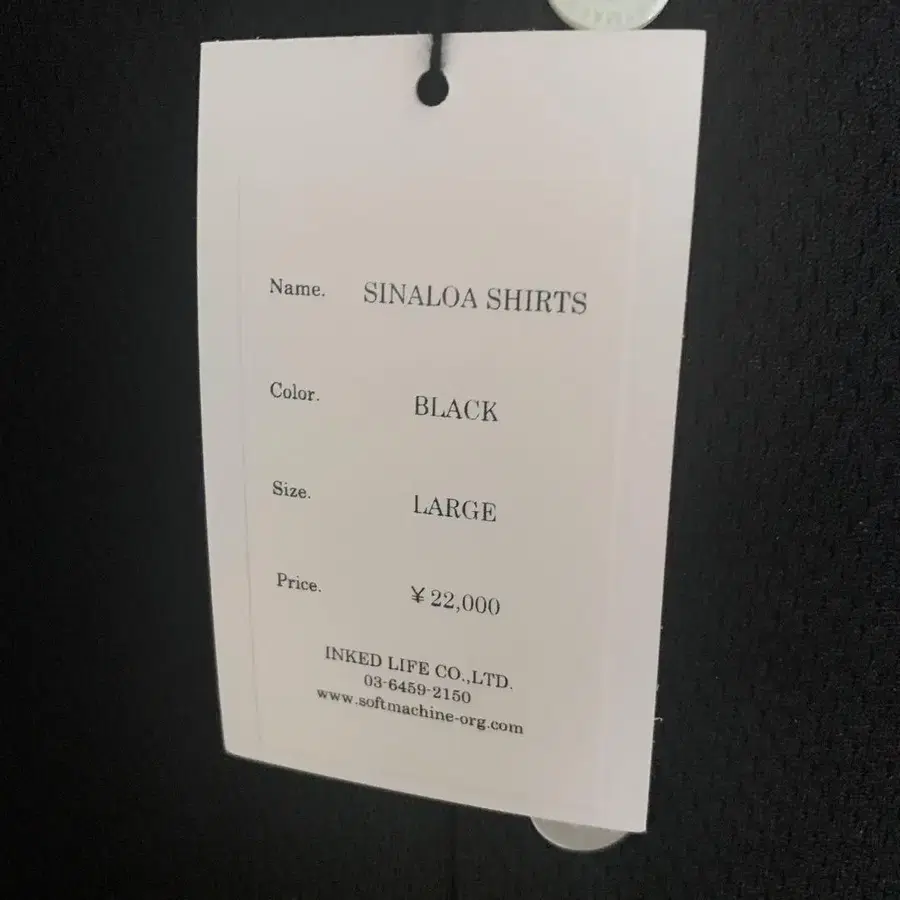 Name. SINALOA SHIRTS
Color. BLACK
Size. LARGE
Price. ¥22,000
INKED LIFE CO.,LTD.
03-6459-2150
www.softmachine-org.com